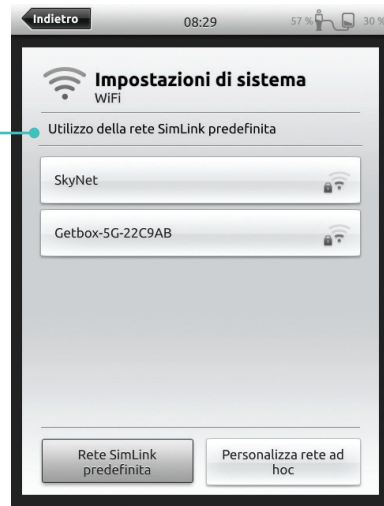 Indietro 08:29 57 % 30 %
Impostazioni di sistema
WiFi
Utilizzo della rete SimLink predefinita
SkyNet
Getbox-5G-22C9AB
Rete SimLink
predefinita
Personalizza rete ad
hoc